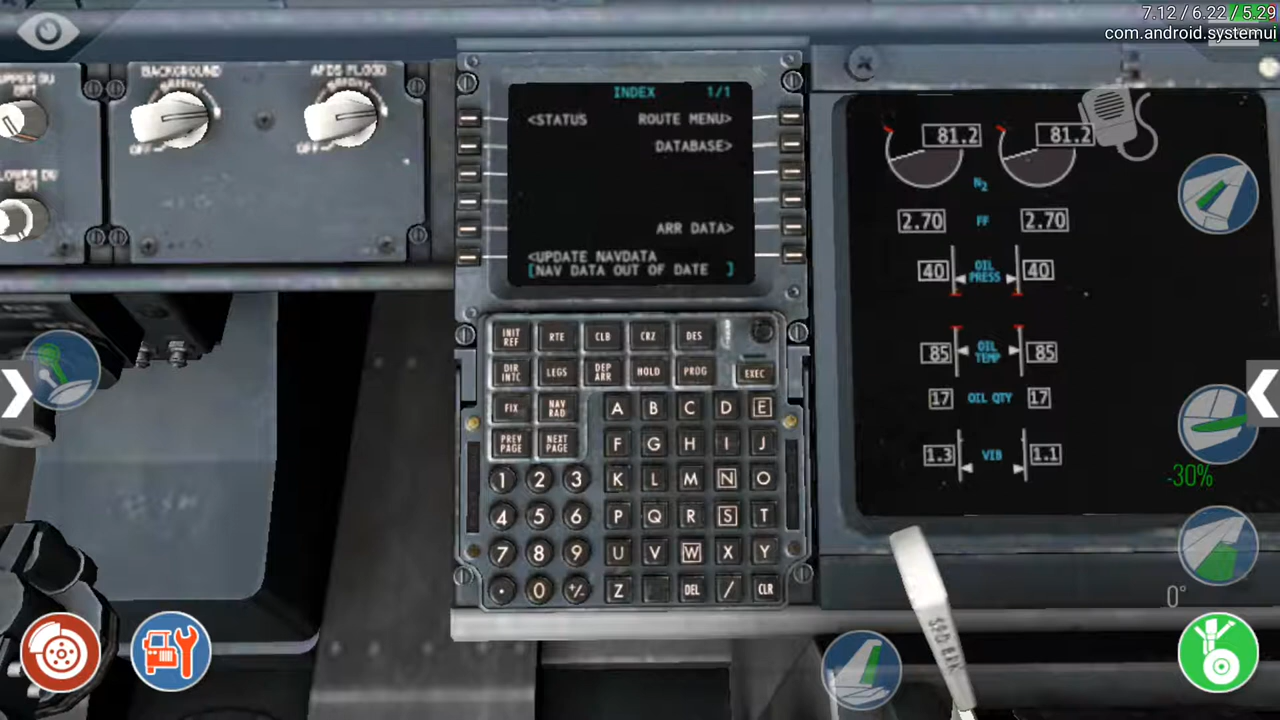 7.12 / 6.22 / 5.29
com.android.systemui
BACKGROUND
AFDS FLOOD
OFF
OFF
INDEX 1/1
<STATUS ROUTE MENU>
DATABASE>
ARR DATA>
<UPDATE NAVDATA
[NAV DATA OUT OF DATE ]
INIT REF RTE CLB CRZ DES
DIR INTC LEGS DEP ARR HOLD PROG EXEC
FIX NAV RAD A B C D E
PREV PAGE NEXT PAGE F G H I J
1 2 3 K L M N O
4 5 6 P Q R S T
7 8 9 U V W X Y
. 0 +/- Z DEL / CLR
81.2 81.2
N2
2.70 FF 2.70
40 OIL PRESS 40
85 OIL TEMP 85
17 OIL QTY 17
1.3 VIB 1.1
-30%
0°
SPD BRK